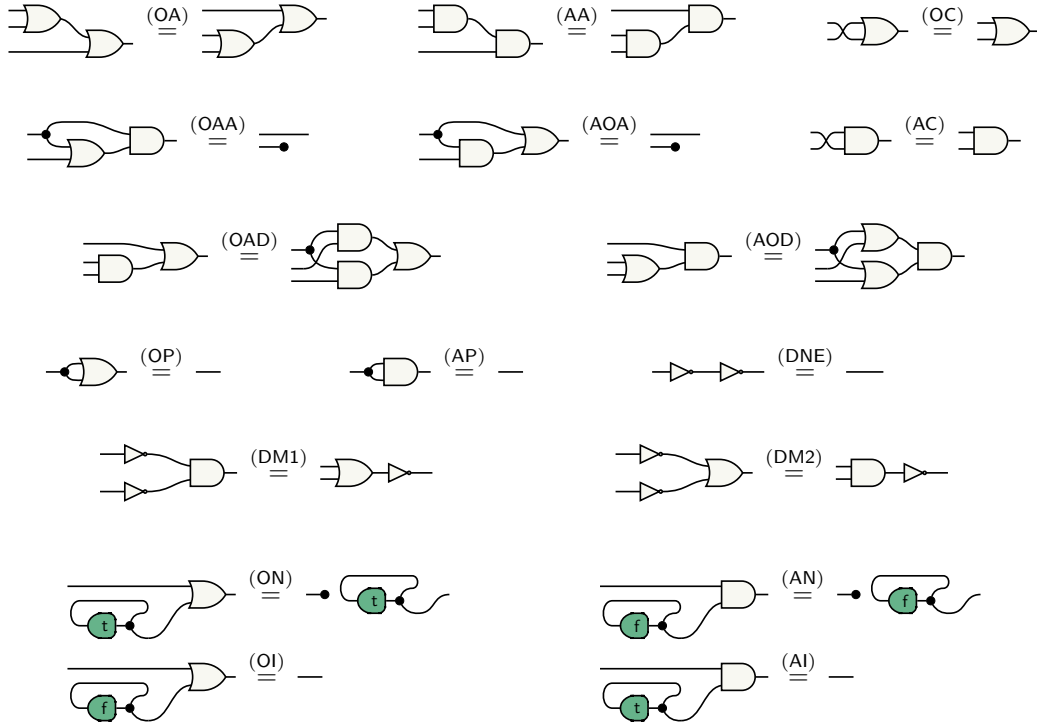 (OA) = (AA) = (OC) =
(OAA) = (AOA) = (AC) =
(OAD) = (AOD) =
(OP) = (AP) = (DNE) =
(DM1) = (DM2) =
(ON) = (AN) =
t t f f
(OI) = (AI) =
f t